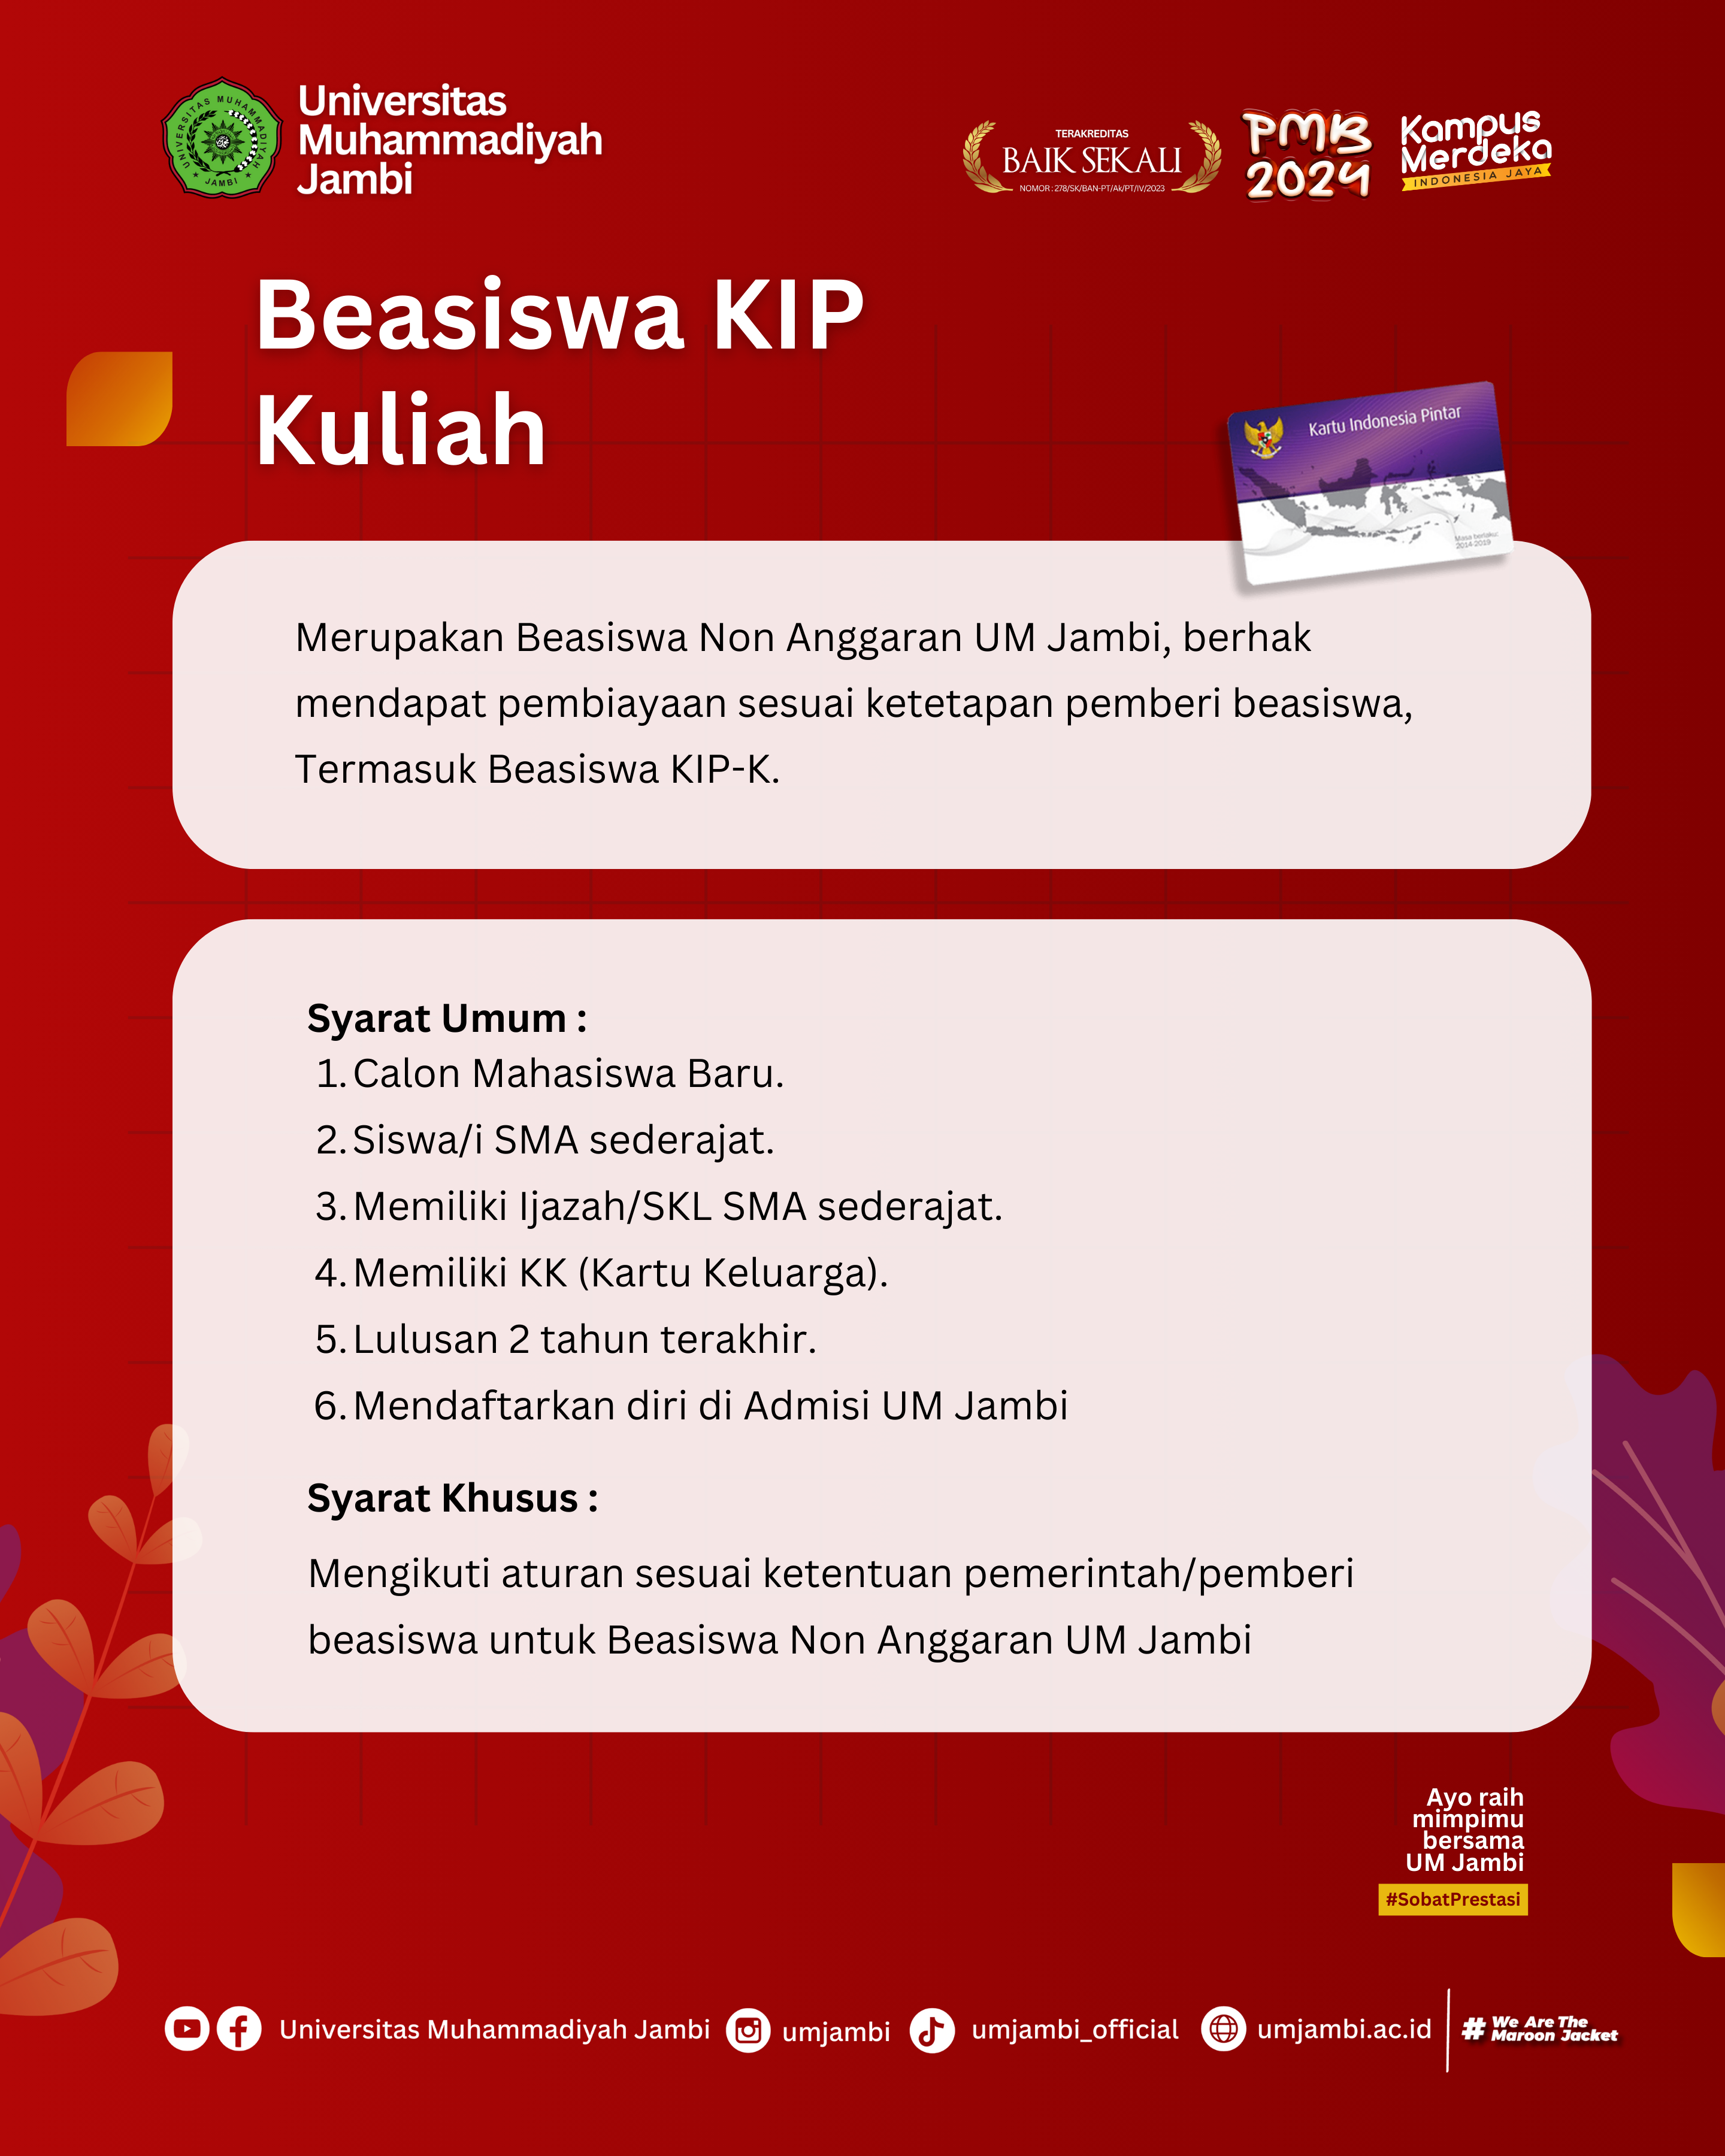 UNIVERSITAS MUHAMMADIYAH
JAMBI
Universitas
Muhammadiyah
Jambi
TERAKREDITAS
BAIK SEKALI
NOMOR : 278/SK/BAN-PT/Ak/PT/IV/2023
PMB
2024
Kampus
Merdeka
INDONESIA JAYA
Beasiswa KIP
Kuliah
Kartu Indonesia Pintar
Masa berlaku:
2014-2019
Merupakan Beasiswa Non Anggaran UM Jambi, berhak
mendapat pembiayaan sesuai ketetapan pemberi beasiswa,
Termasuk Beasiswa KIP-K.
Syarat Umum :
1. Calon Mahasiswa Baru.
2. Siswa/i SMA sederajat.
3. Memiliki Ijazah/SKL SMA sederajat.
4. Memiliki KK (Kartu Keluarga).
5. Lulusan 2 tahun terakhir.
6. Mendaftarkan diri di Admisi UM Jambi
Syarat Khusus :
Mengikuti aturan sesuai ketentuan pemerintah/pemberi
beasiswa untuk Beasiswa Non Anggaran UM Jambi
Ayo raih
mimpimu
bersama
UM Jambi
#SobatPrestasi
Universitas Muhammadiyah Jambi
umjambi
umjambi_official
umjambi.ac.id
# We Are The
Maroon Jacket